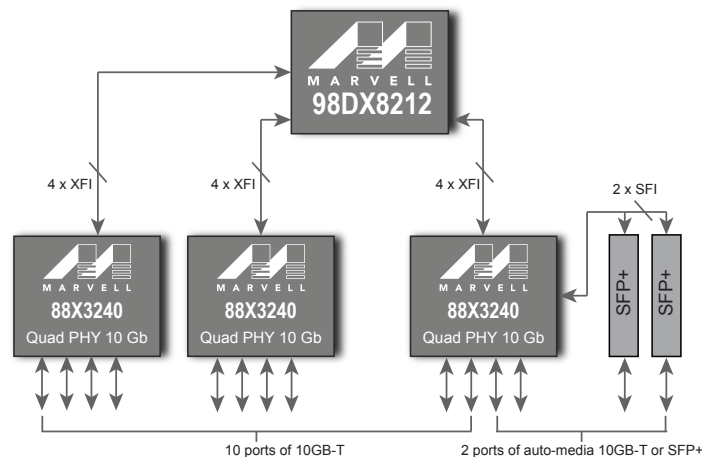 MARVELL
98DX8212
4 x XFI
4 x XFI
4 x XFI
2 x SFI
MARVELL
88X3240
Quad PHY 10 Gb
MARVELL
88X3240
Quad PHY 10 Gb
MARVELL
88X3240
Quad PHY 10 Gb
SFP+
SFP+
10 ports of 10GB-T
2 ports of auto-media 10GB-T or SFP+